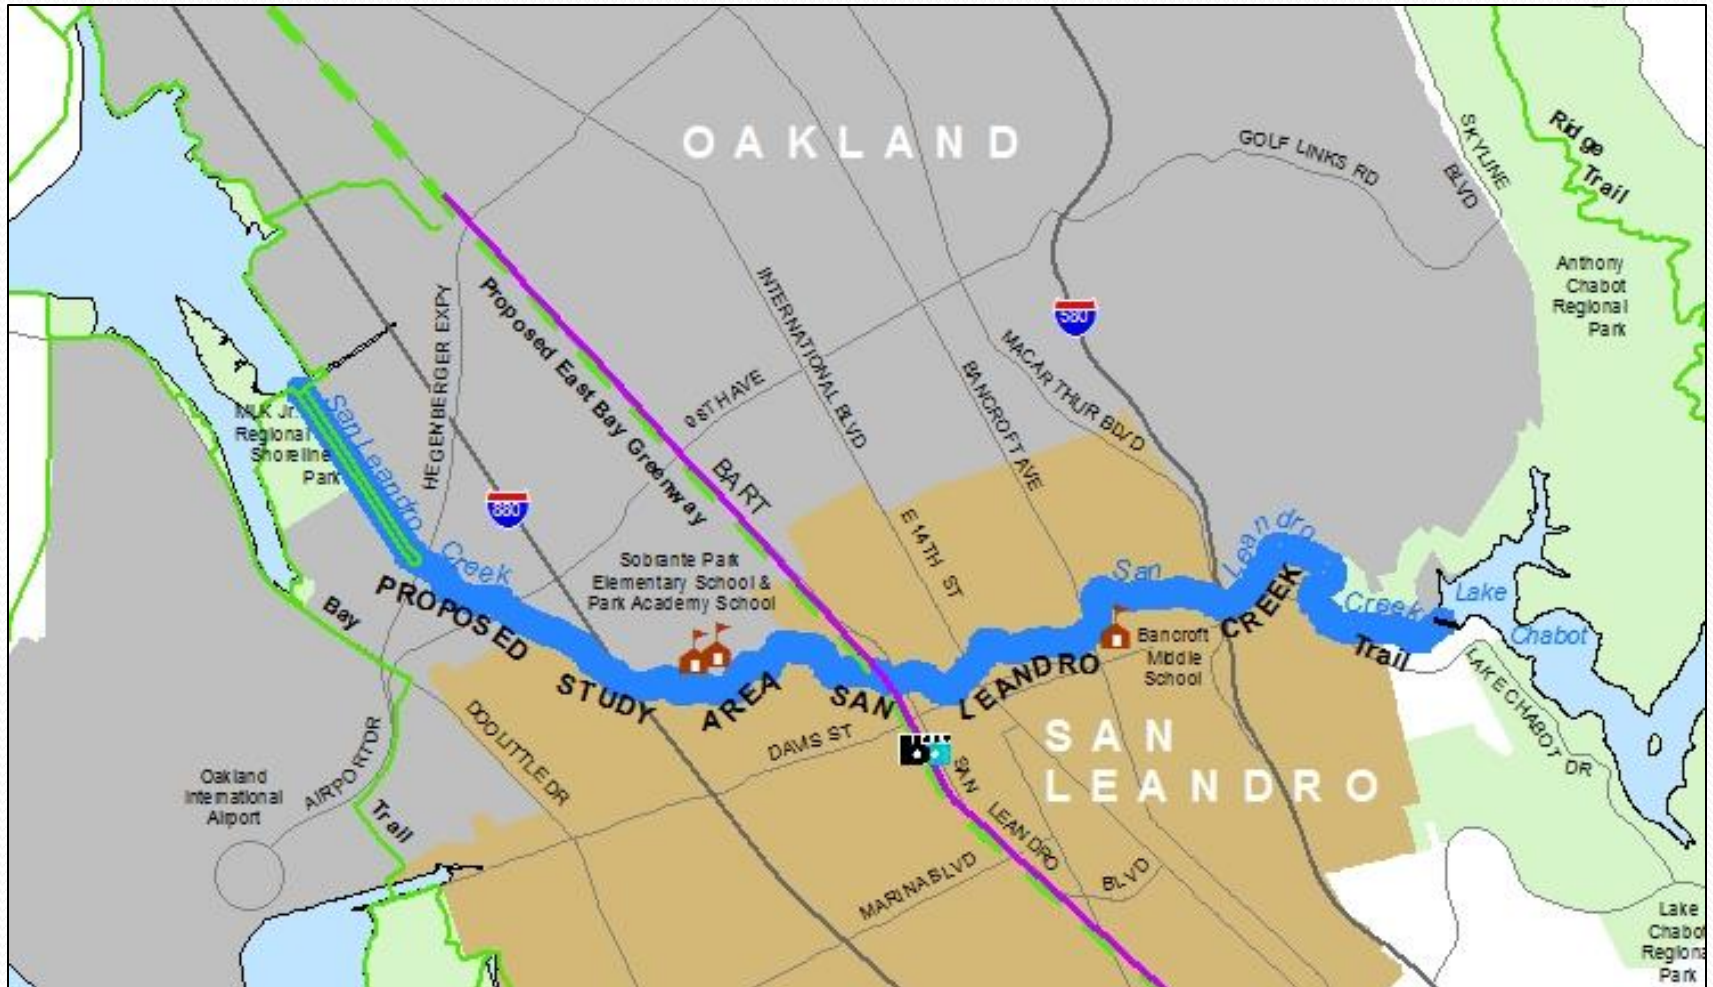 OAKLAND
GOLF LINKS RD
SKYLINE
BLVD
Ridge
Trail
Anthony
Chabot
Regional
Park
580
HEGENBERGER EXPY
Proposed East Bay Greenway
INTERNATIONAL BLVD
98TH AVE
BART
BANCROFT AVE
MACARTHUR BLVD
MLK Jr.
Regional
Shoreline
Park
San Leandro
Creek
880
Sobrante Park
Elementary School &
Park Academy School
E 14TH ST
San
Leandro
Creek
Lake
Chabot
PROPOSED
STUDY
AREA
SAN
LEANDRO
CREEK
Trail
Bancroft
Middle
School
Bay
Trail
DOOLITTLE DR
DAVIS ST
AIRPORT DR
Oakland
International
Airport
b
SAN
LEANDRO
BLVD
MARINA BLVD
SAN
LEANDRO
LAKE CHABOT DR
Lake
Chabot
Regional
Park